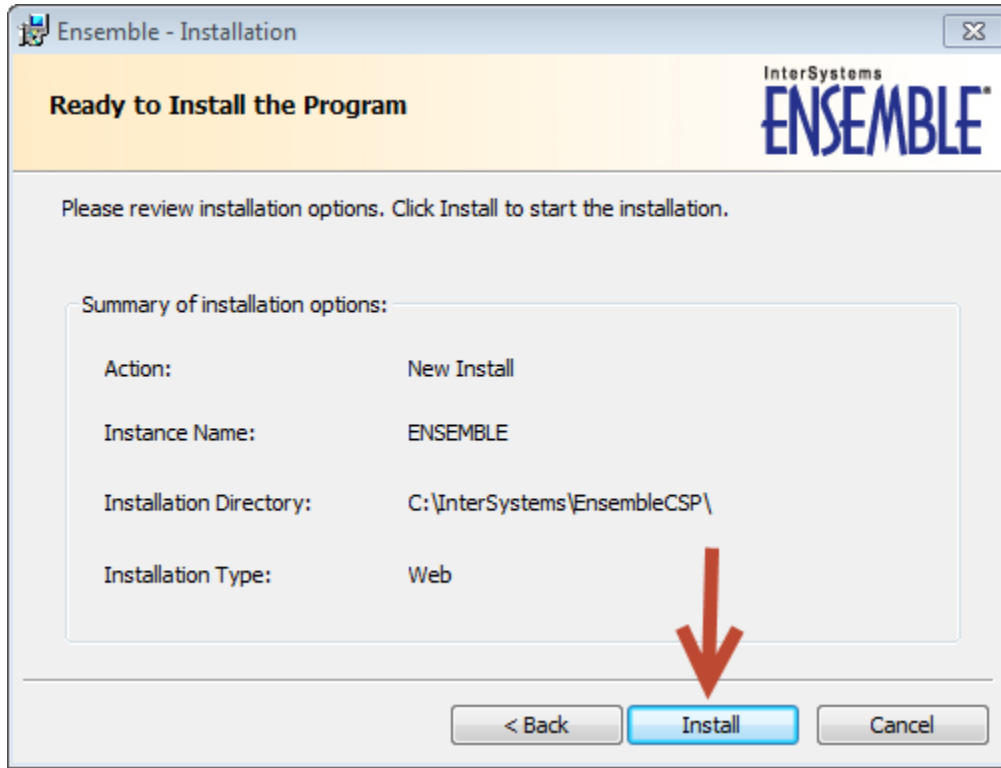 Ensemble - Installation
Ready to Install the Program
InterSystems
ENSEMBLE
Please review installation options. Click Install to start the installation.
Summary of installation options:
Action: New Install
Instance Name: ENSEMBLE
Installation Directory: C:\InterSystems\EnsembleCSP\
Installation Type: Web
< Back Install Cancel